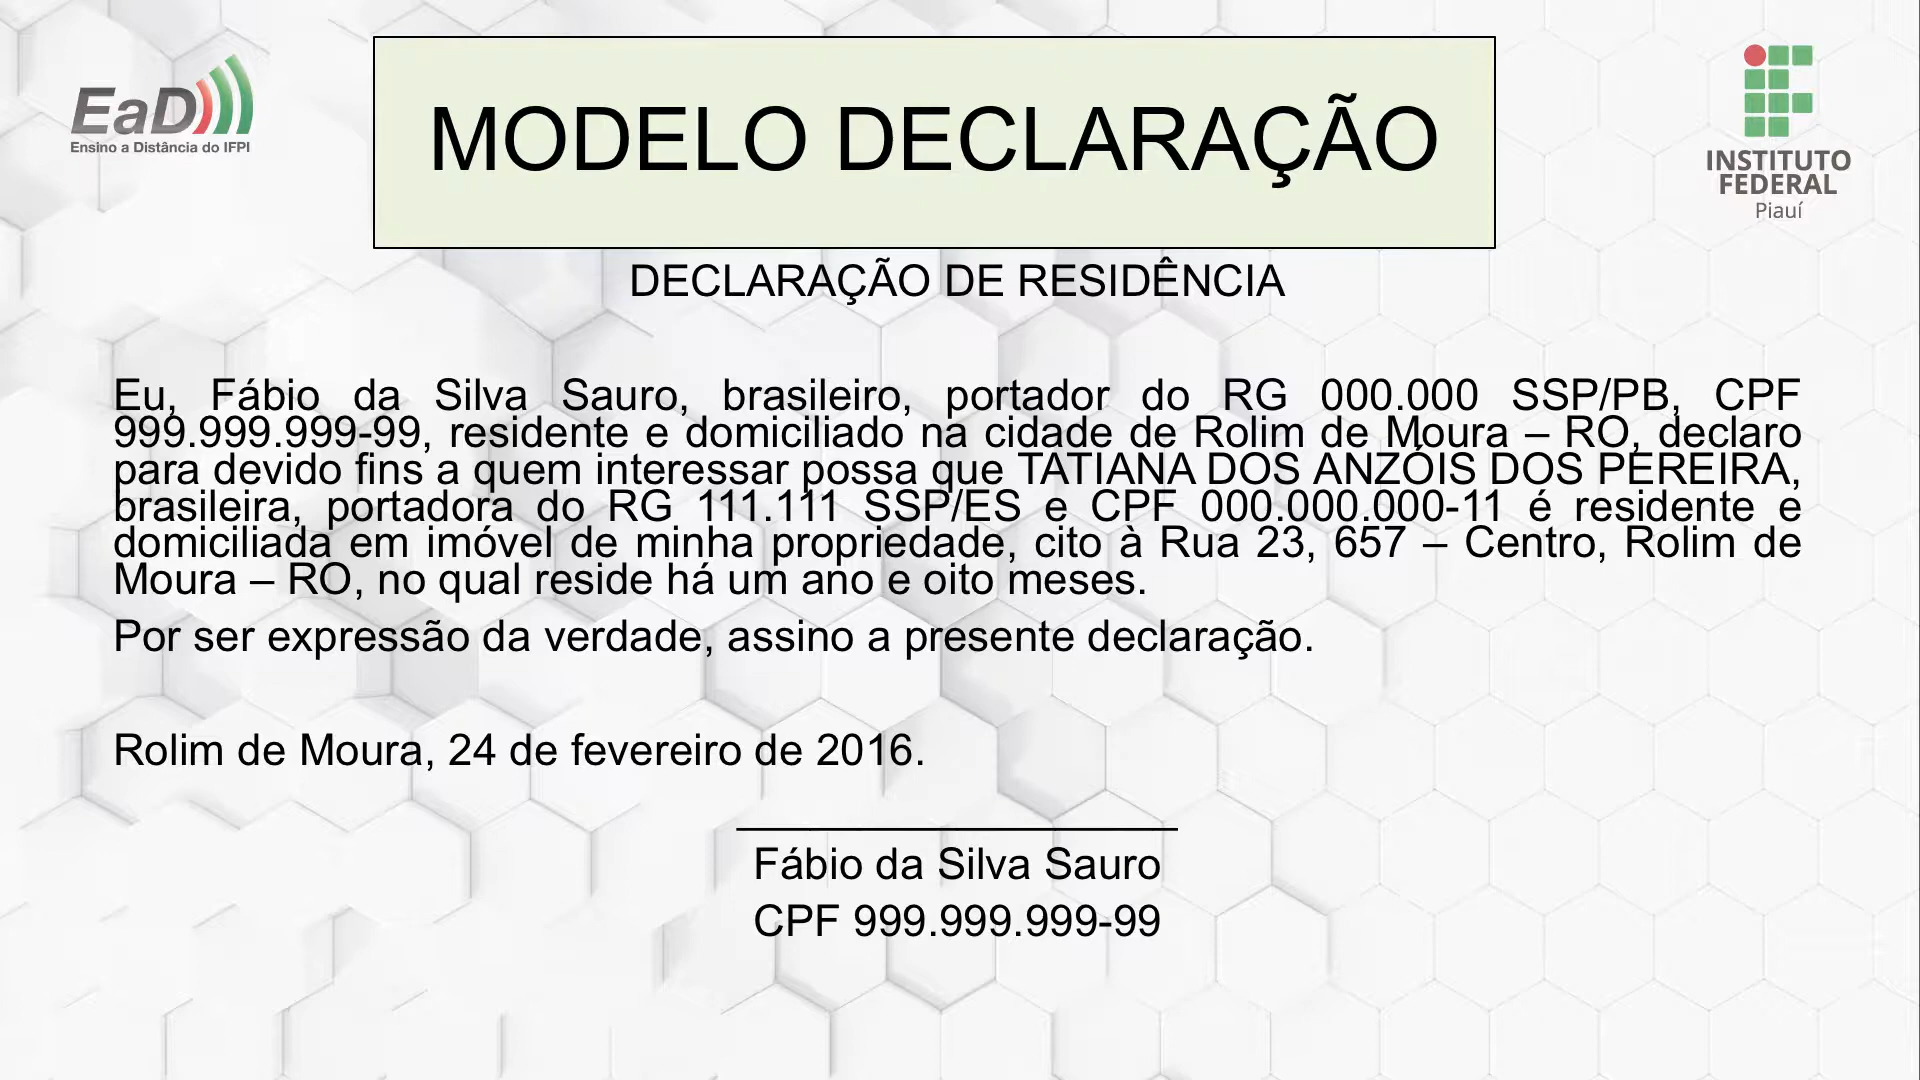 EaD
Ensino a Distância do IFPI
MODELO DECLARAÇÃO
INSTITUTO
FEDERAL
Piauí
DECLARAÇÃO DE RESIDÊNCIA
Eu, Fábio da Silva Sauro, brasileiro, portador do RG 000.000 SSP/PB, CPF
999.999.999-99, residente e domiciliado na cidade de Rolim de Moura – RO, declaro
para devido fins a quem interessar possa que TATIANA DOS ANZÓIS DOS PEREIRA,
brasileira, portadora do RG 111.111 SSP/ES e CPF 000.000.000-11 é residente e
domiciliada em imóvel de minha propriedade, cito à Rua 23, 657 – Centro, Rolim de
Moura – RO, no qual reside há um ano e oito meses.
Por ser expressão da verdade, assino a presente declaração.
Rolim de Moura, 24 de fevereiro de 2016.
Fábio da Silva Sauro
CPF 999.999.999-99